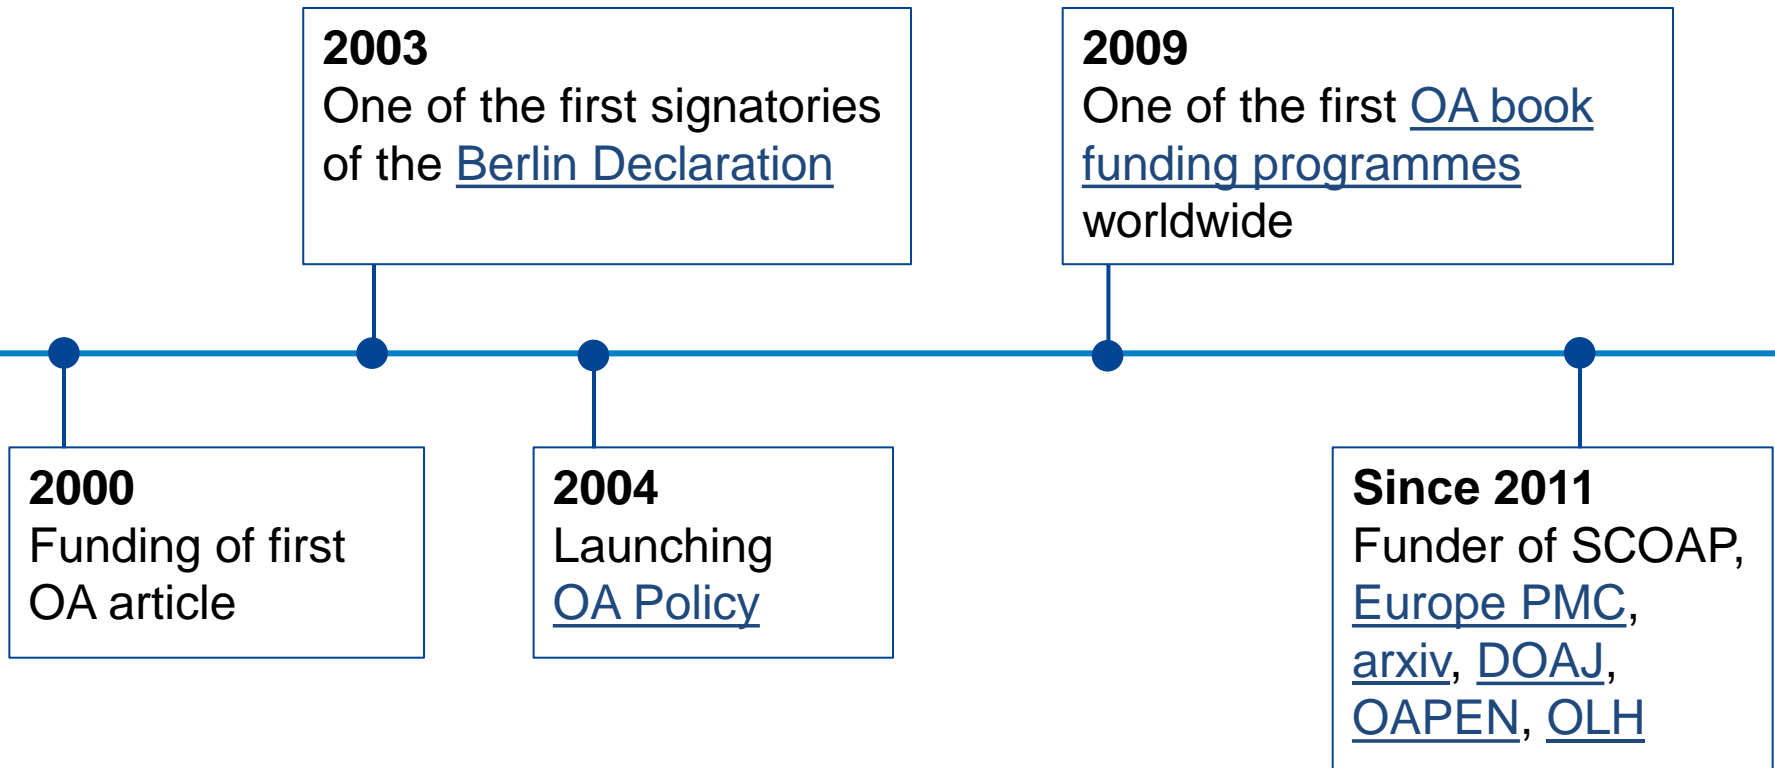 2003
One of the first signatories
of the Berlin Declaration
2009
One of the first OA book
funding programmes
worldwide
2000
Funding of first
OA article
2004
Launching
OA Policy
Since 2011
Funder of SCOAP,
Europe PMC,
arxiv, DOAJ,
OAPEN, OLH